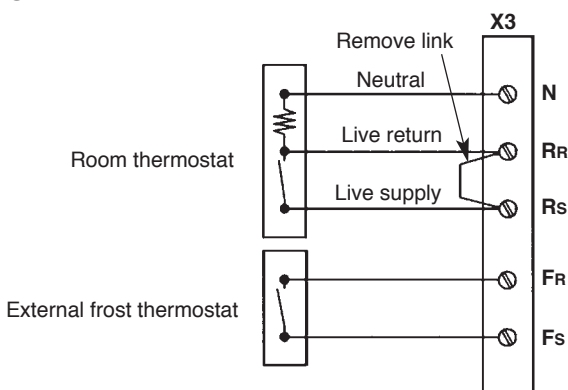 X3
Remove link
Neutral
N
Live return
RR
Room thermostat
Live supply
RS
FR
External frost thermostat
FS